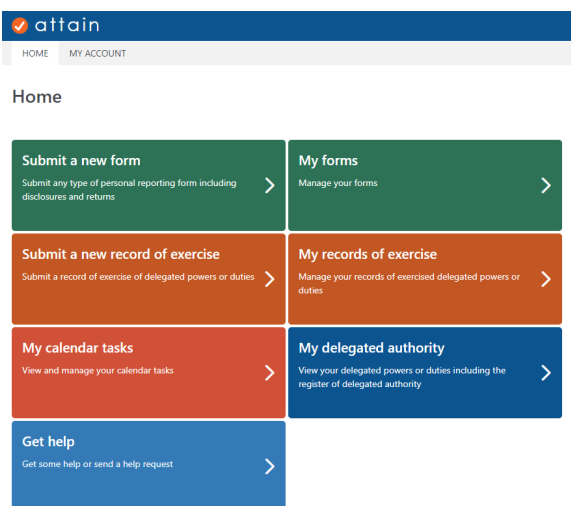 attain
HOME MY ACCOUNT
Home
Submit a new form
Submit any type of personal reporting form including
disclosures and returns
My forms
Manage your forms
Submit a new record of exercise
Submit a record of exercise of delegated powers or duties
My records of exercise
Manage your records of exercised delegated powers or
duties
My calendar tasks
View and manage your calendar tasks
My delegated authority
View your delegated powers or duties including the
register of delegated authority
Get help
Get some help or send a help request